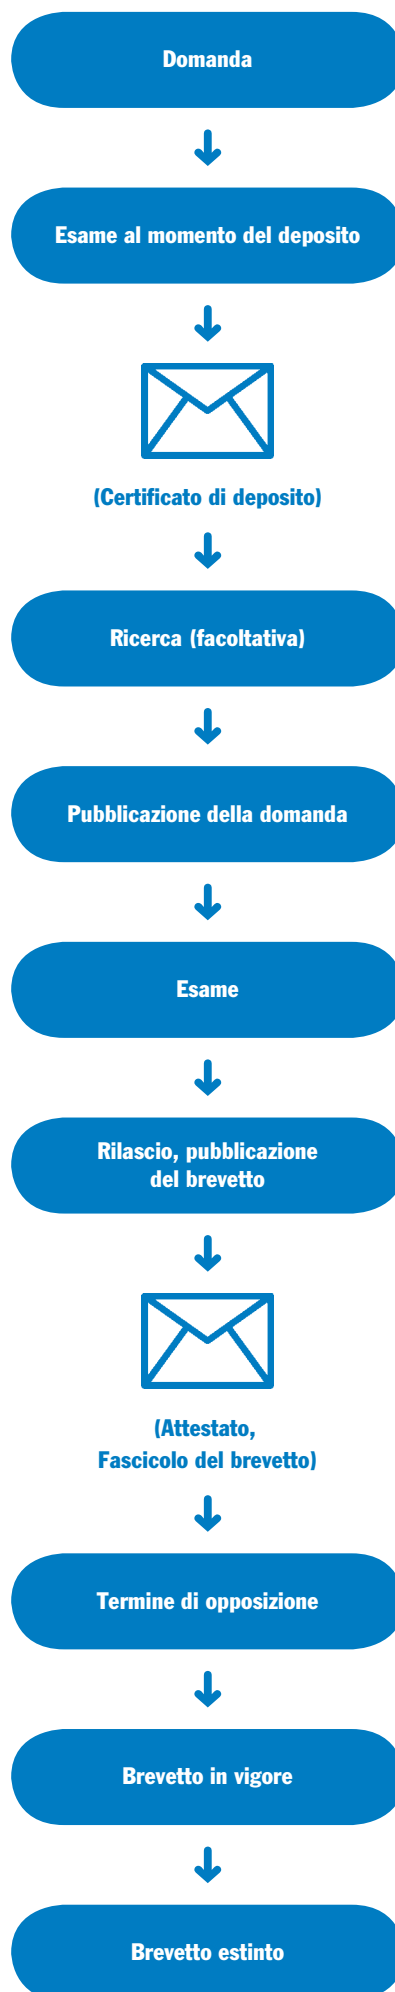 Domanda
Esame al momento del deposito
(Certificato di deposito)
Ricerca (facoltativa)
Pubblicazione della domanda
Esame
Rilascio, pubblicazione
del brevetto
(Attestato,
Fascicolo del brevetto)
Termine di opposizione
Brevetto in vigore
Brevetto estinto